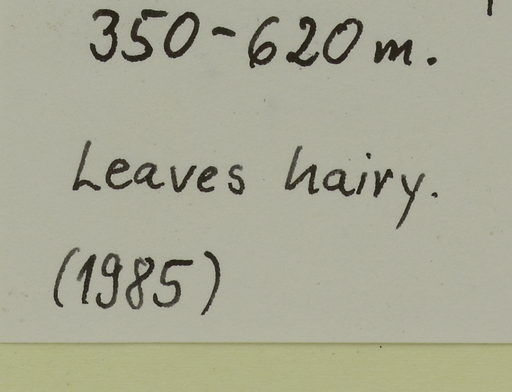 350-620 m.
Leaves hairy.
(1985)